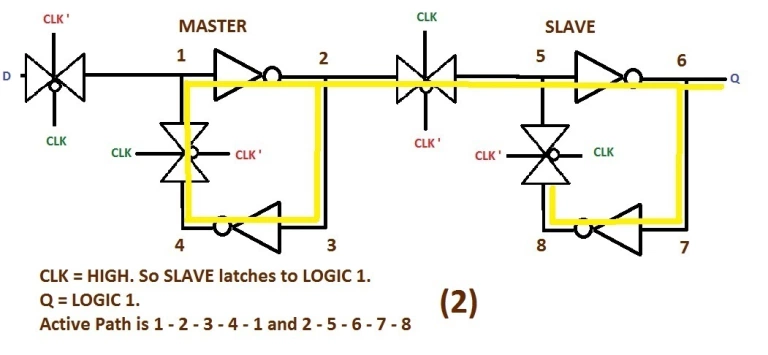 CLK '
MASTER
CLK
SLAVE
1
2
5
6
D
Q
CLK
CLK
CLK '
CLK '
CLK '
CLK
4
3
8
7
CLK = HIGH. So SLAVE latches to LOGIC 1.
Q = LOGIC 1.
(2)
Active Path is 1 - 2 - 3 - 4 - 1 and 2 - 5 - 6 - 7 - 8